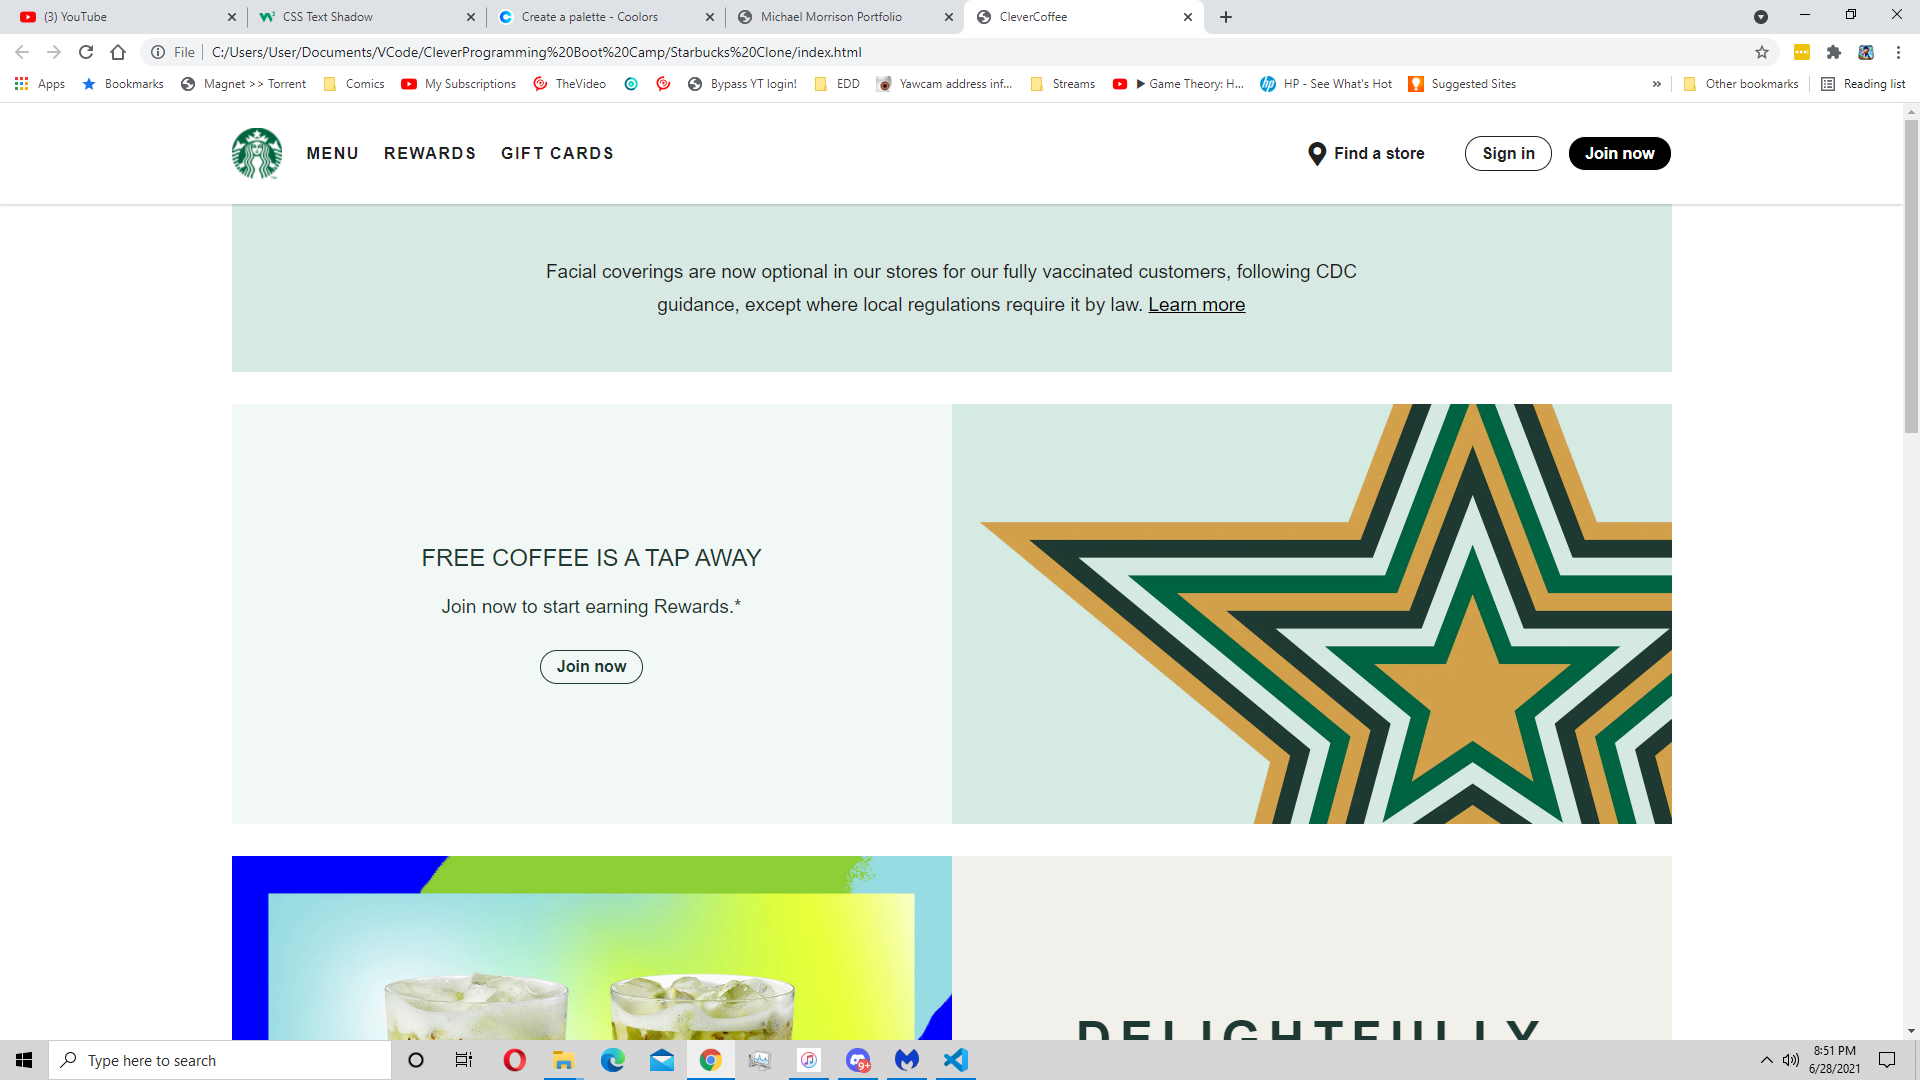 (3) YouTube
CSS Text Shadow
Create a palette - Coolors
Michael Morrison Portfolio
CleverCoffee
File
C:/Users/User/Documents/VCode/CleverProgramming%20Boot%20Camp/Starbucks%20Clone/index.html
Apps
Bookmarks
Magnet >> Torrent
Comics
My Subscriptions
TheVideo
Bypass YT login!
EDD
Yawcam address inf...
Streams
▶ Game Theory: H...
HP - See What's Hot
Suggested Sites
»
Other bookmarks
Reading list
MENU
REWARDS
GIFT CARDS
Find a store
Sign in
Join now
Facial coverings are now optional in our stores for our fully vaccinated customers, following CDC
guidance, except where local regulations require it by law. Learn more
FREE COFFEE IS A TAP AWAY
Join now to start earning Rewards.*
Join now
DELIGHTFULLY
Type here to search
9+
8:51 PM
6/28/2021